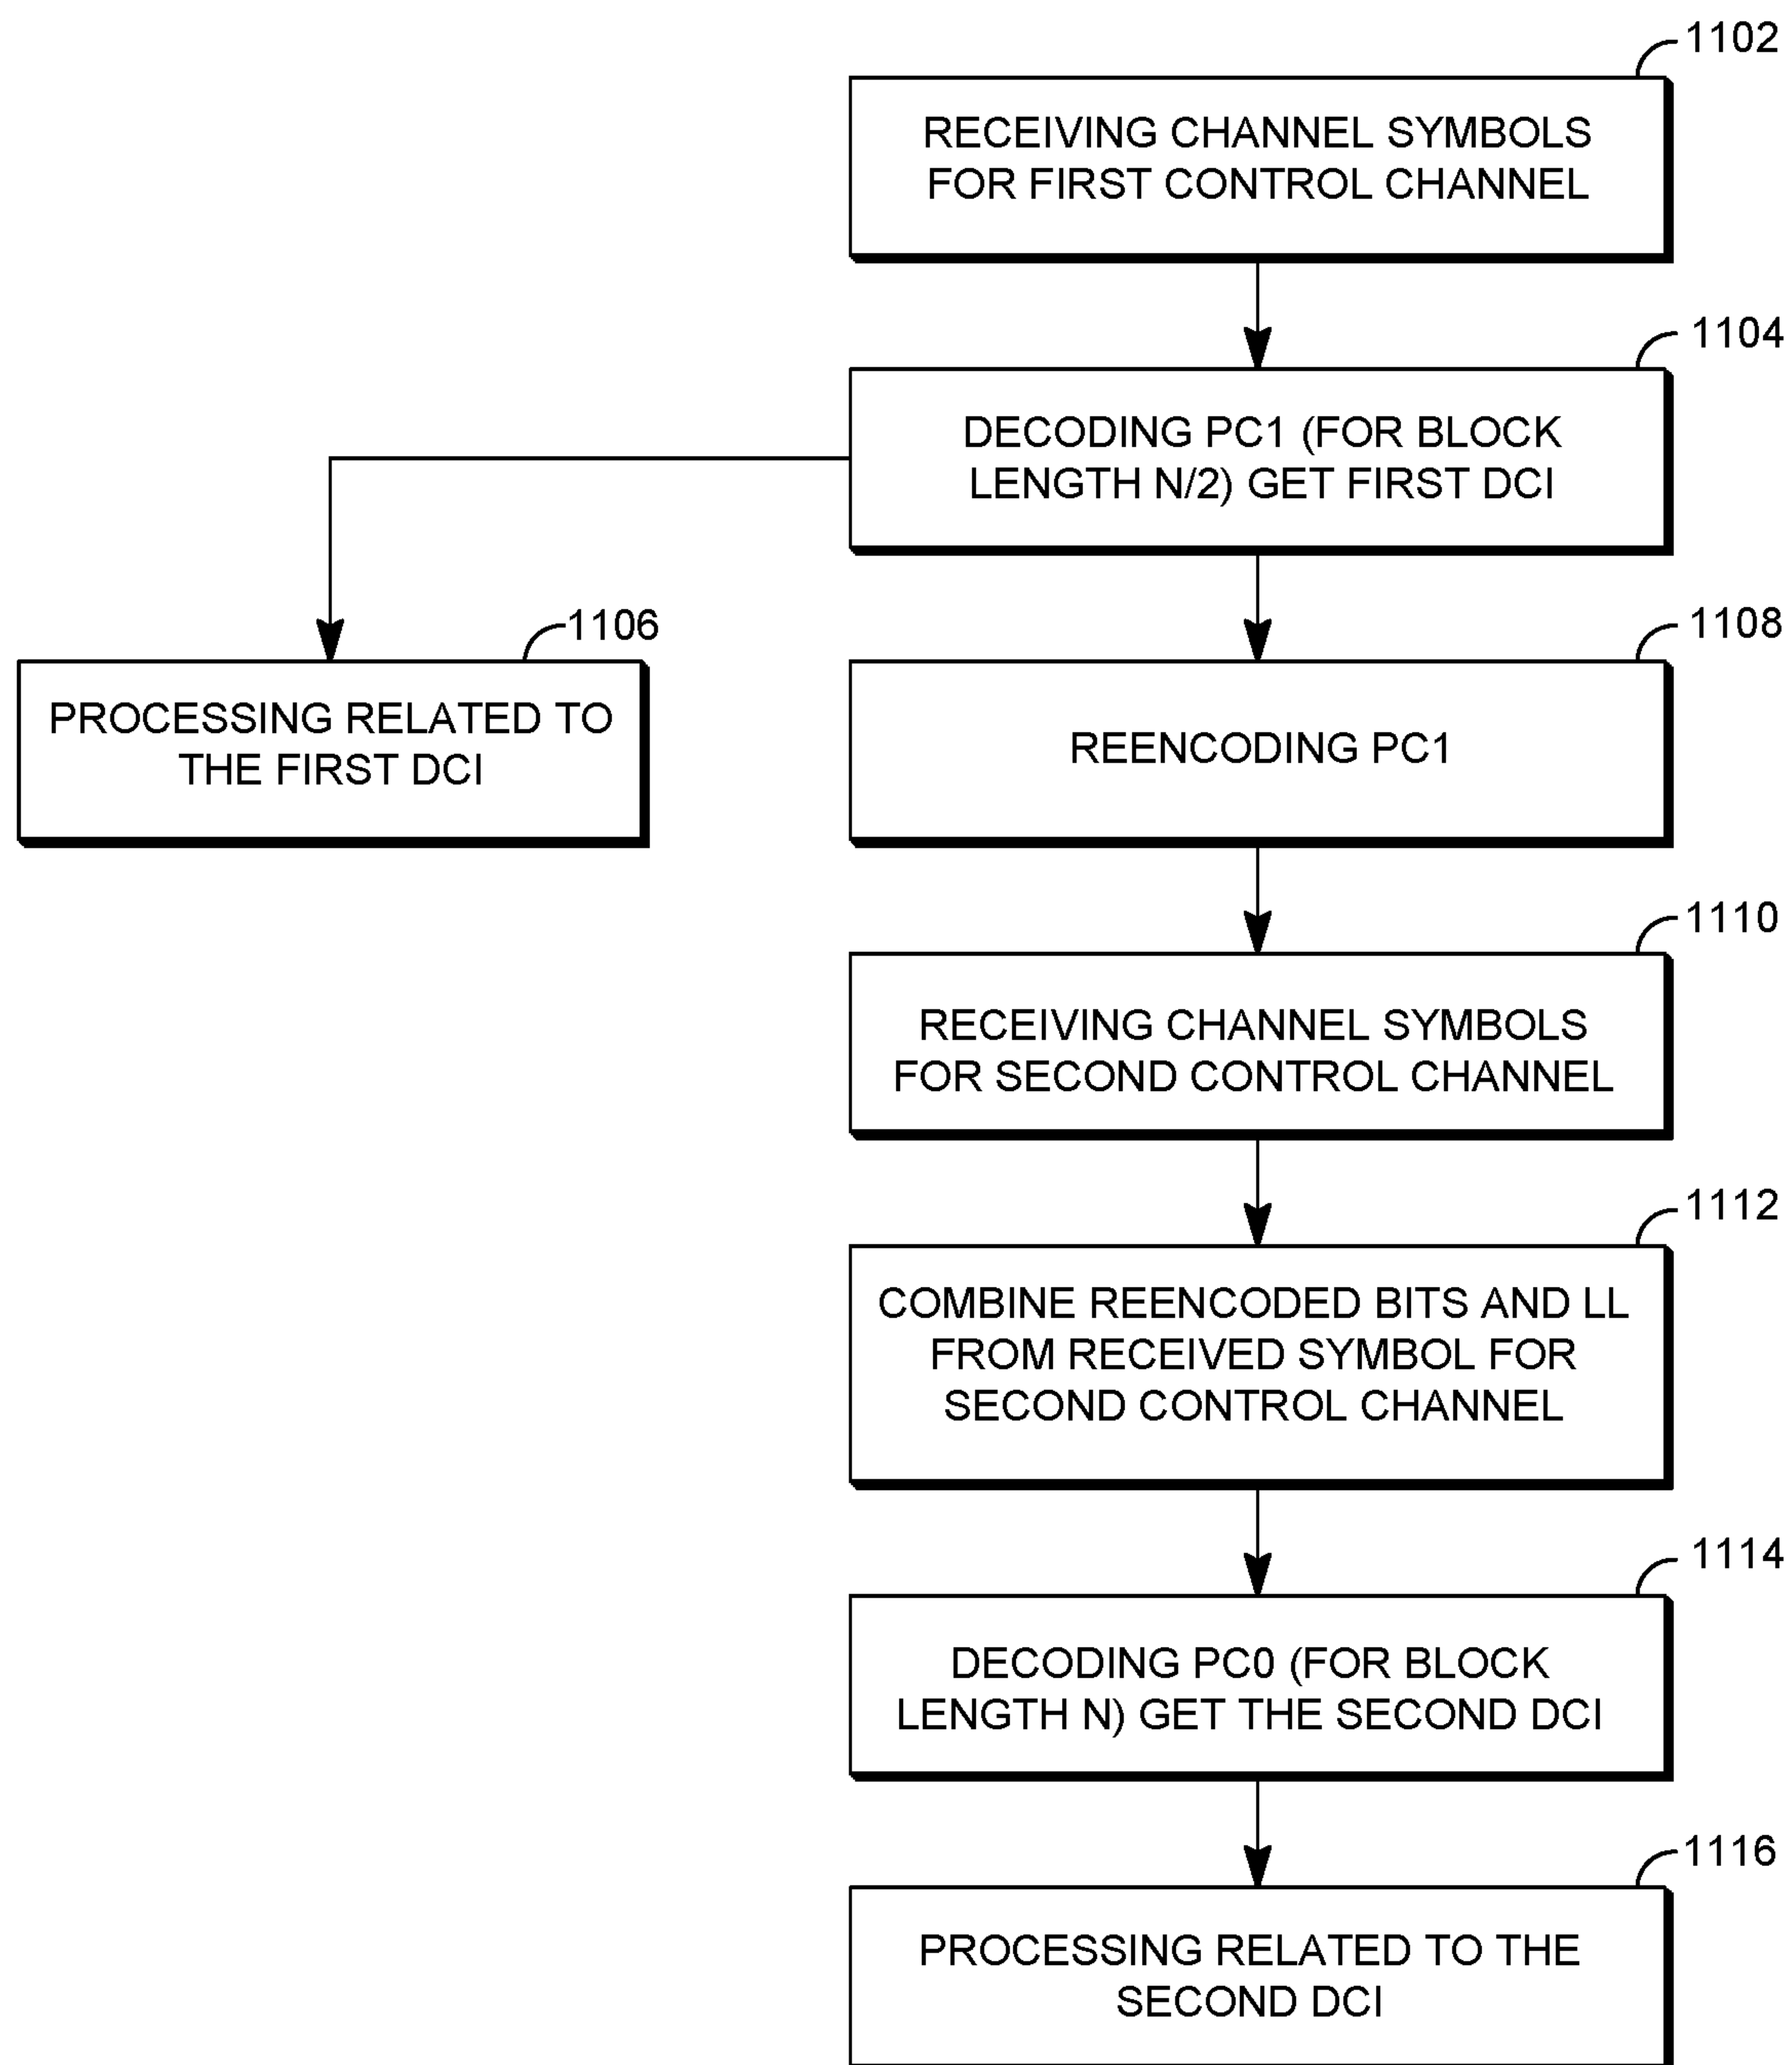 1102
RECEIVING CHANNEL SYMBOLS
FOR FIRST CONTROL CHANNEL
1104
DECODING PC1 (FOR BLOCK
LENGTH N/2) GET FIRST DCI
1106
PROCESSING RELATED TO
THE FIRST DCI
1108
REENCODING PC1
1110
RECEIVING CHANNEL SYMBOLS
FOR SECOND CONTROL CHANNEL
1112
COMBINE REENCODED BITS AND LL
FROM RECEIVED SYMBOL FOR
SECOND CONTROL CHANNEL
1114
DECODING PC0 (FOR BLOCK
LENGTH N) GET THE SECOND DCI
1116
PROCESSING RELATED TO THE
SECOND DCI